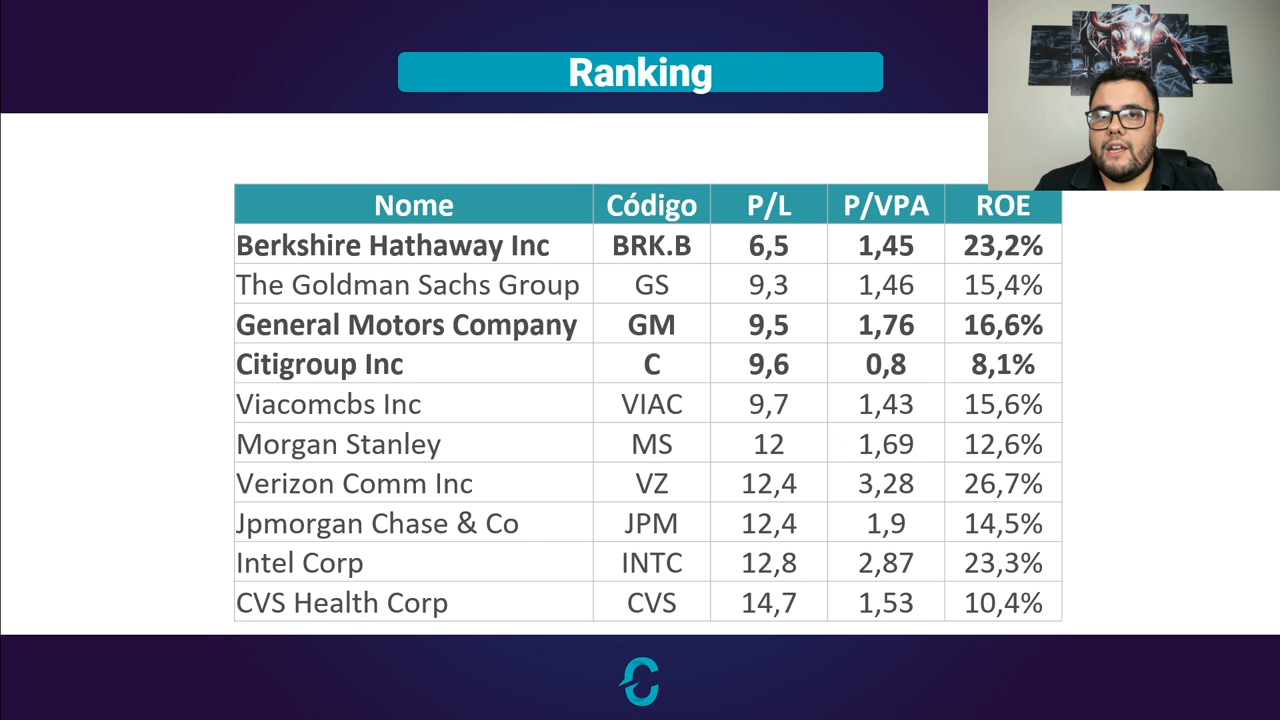 Ranking
Nome Código P/L P/VPA ROE
Berkshire Hathaway Inc BRK.B 6,5 1,45 23,2%
The Goldman Sachs Group GS 9,3 1,46 15,4%
General Motors Company GM 9,5 1,76 16,6%
Citigroup Inc C 9,6 0,8 8,1%
Viacomcbs Inc VIAC 9,7 1,43 15,6%
Morgan Stanley MS 12 1,69 12,6%
Verizon Comm Inc VZ 12,4 3,28 26,7%
Jpmorgan Chase & Co JPM 12,4 1,9 14,5%
Intel Corp INTC 12,8 2,87 23,3%
CVS Health Corp CVS 14,7 1,53 10,4%